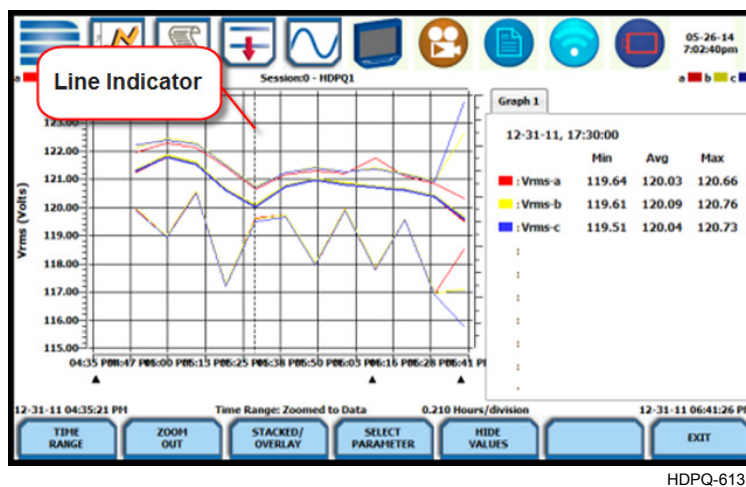 05-26-14
7:02:40pm
Line Indicator
Session:0 - HDPQ1
a b c
Graph 1
12-31-11, 17:30:00
Min Avg Max
: Vrms-a 119.64 120.03 120.66
: Vrms-b 119.61 120.09 120.76
: Vrms-c 119.51 120.04 120.73
Vrms (Volts)
123.00
122.00
121.00
120.00
119.00
118.00
117.00
116.00
115.00
12-31-11 04:35:21 PM Time Range: Zoomed to Data 0.210 Hours/division 12-31-11 06:41:26 P
TIME RANGE
ZOOM OUT
STACKED/ OVERLAY
SELECT PARAMETER
HIDE VALUES
EXIT
HDPQ-613